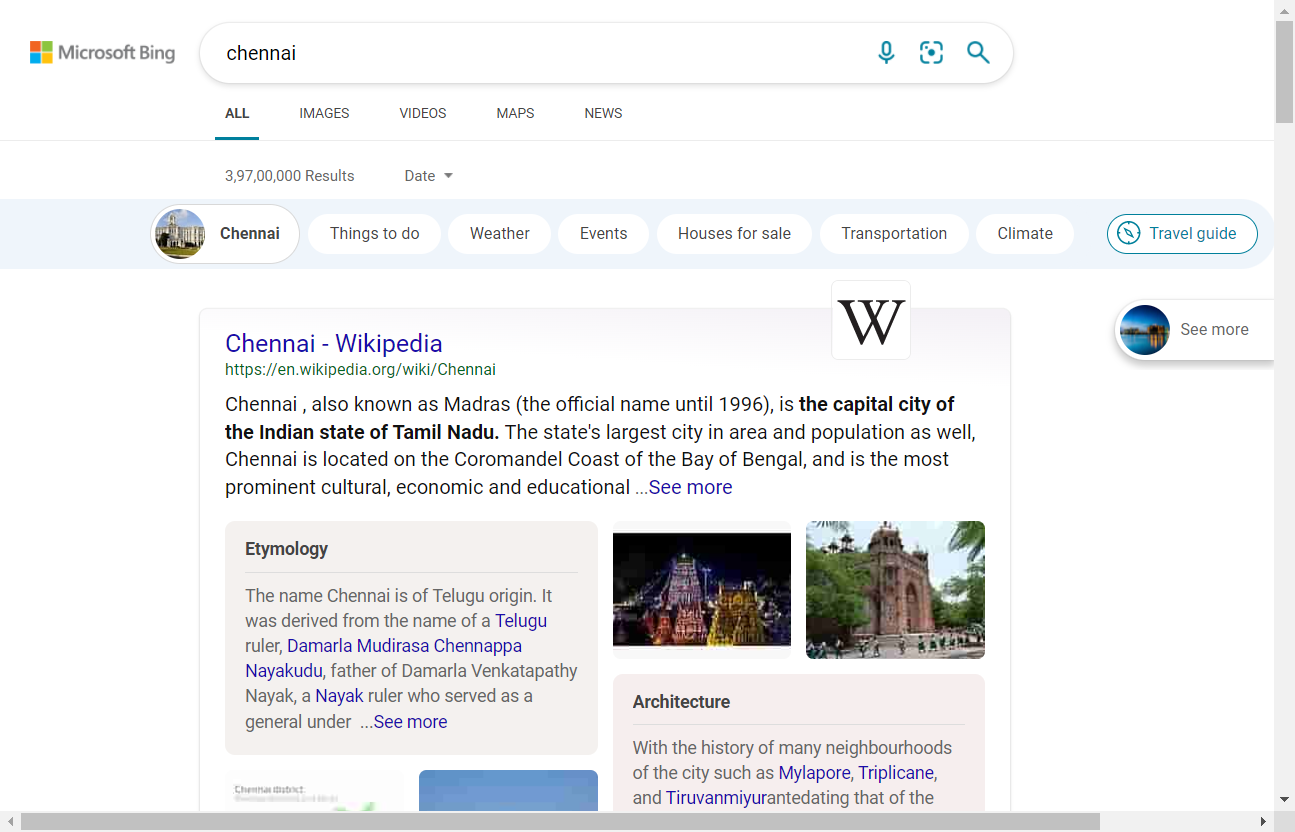 Microsoft Bing
chennai
ALL IMAGES VIDEOS MAPS NEWS
3,97,00,000 Results Date
Chennai Things to do Weather Events Houses for sale Transportation Climate Travel guide
W
See more
Chennai - Wikipedia
https://en.wikipedia.org/wiki/Chennai
Chennai , also known as Madras (the official name until 1996), is the capital city of
the Indian state of Tamil Nadu. The state's largest city in area and population as well,
Chennai is located on the Coromandel Coast of the Bay of Bengal, and is the most
prominent cultural, economic and educational ...See more
Etymology
The name Chennai is of Telugu origin. It
was derived from the name of a Telugu
ruler, Damarla Mudirasa Chennappa
Nayakudu, father of Damarla Venkatapathy
Nayak, a Nayak ruler who served as a
general under ...See more
Architecture
With the history of many neighbourhoods
of the city such as Mylapore, Triplicane,
and Tiruvanmiyurantedating that of the
Chennai district